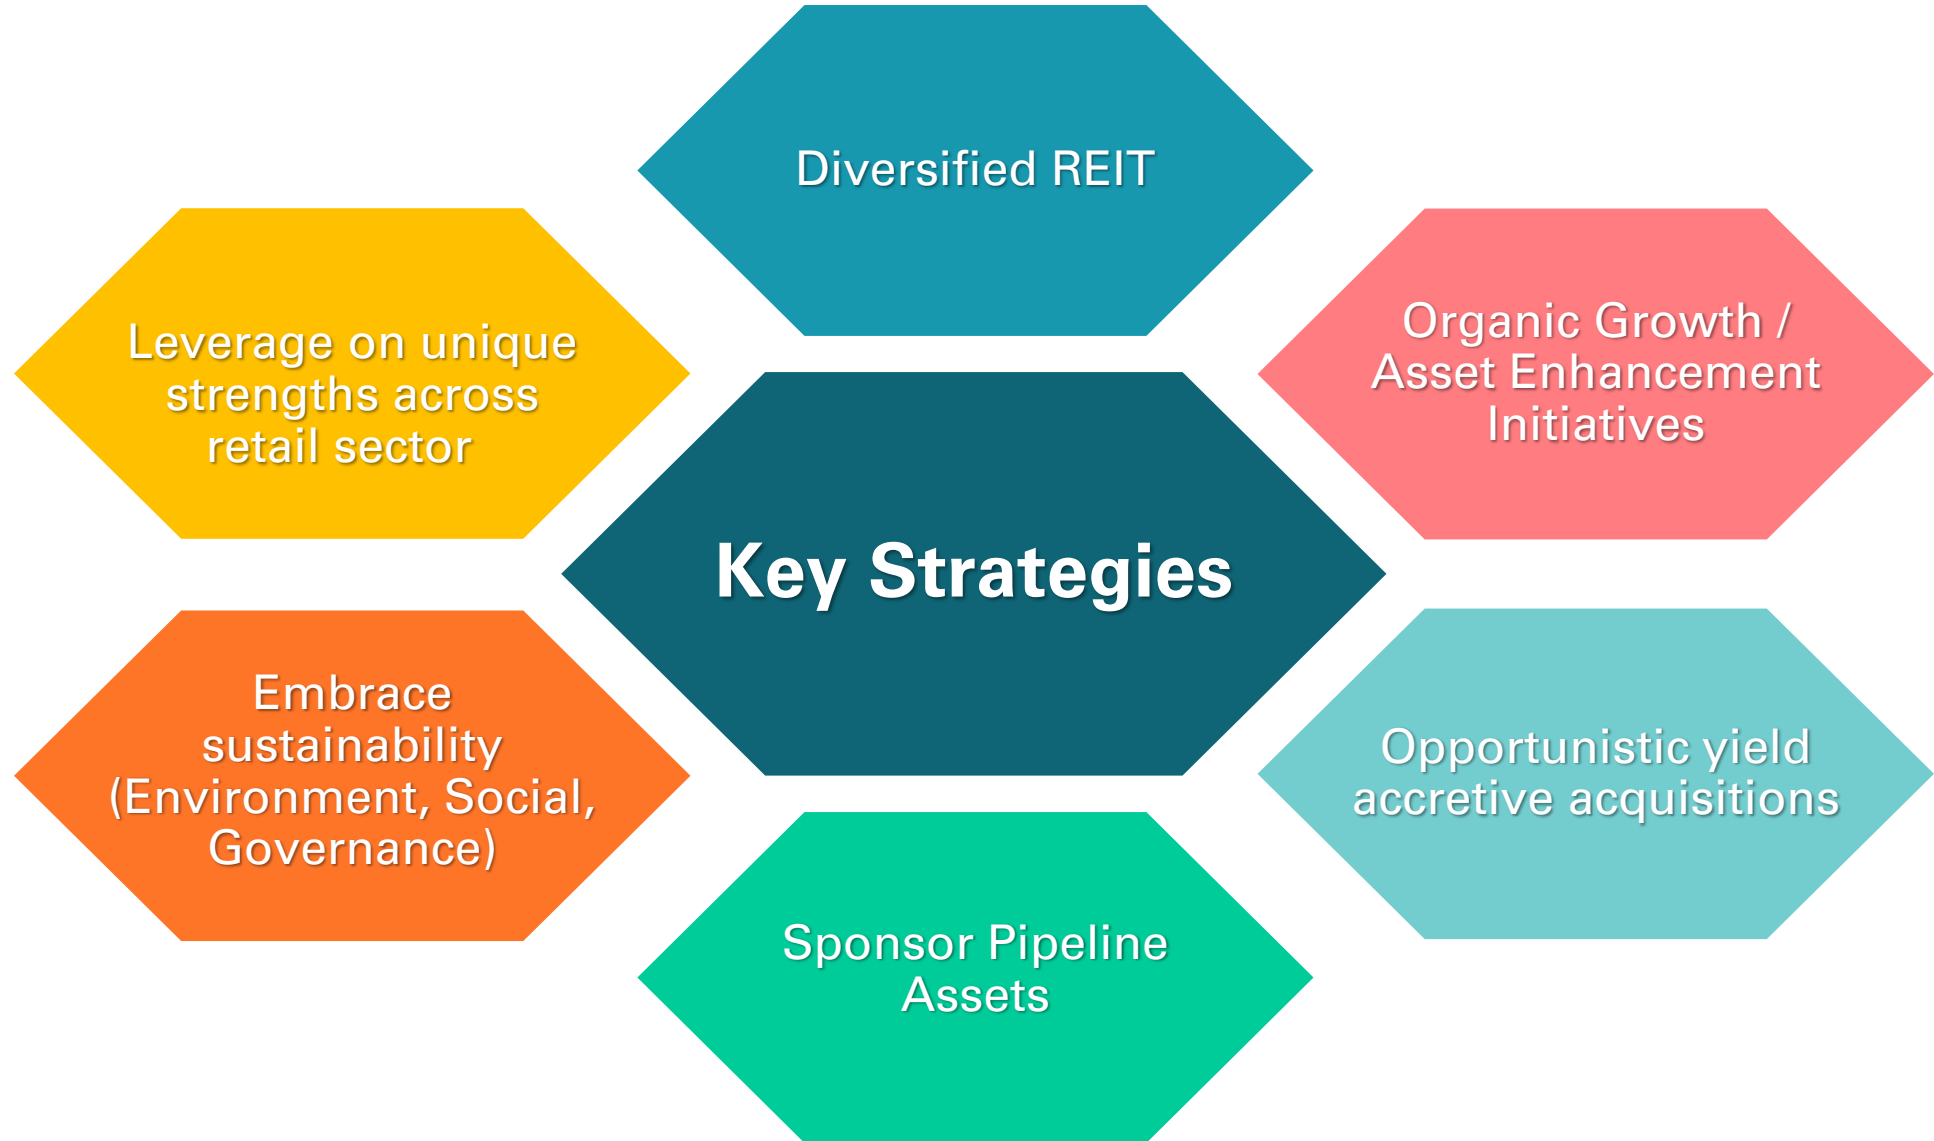 Diversified REIT
Leverage on unique
strengths across
retail sector
Organic Growth /
Asset Enhancement
Initiatives
Key Strategies
Embrace
sustainability
(Environment, Social,
Governance)
Opportunistic yield
accretive acquisitions
Sponsor Pipeline
Assets